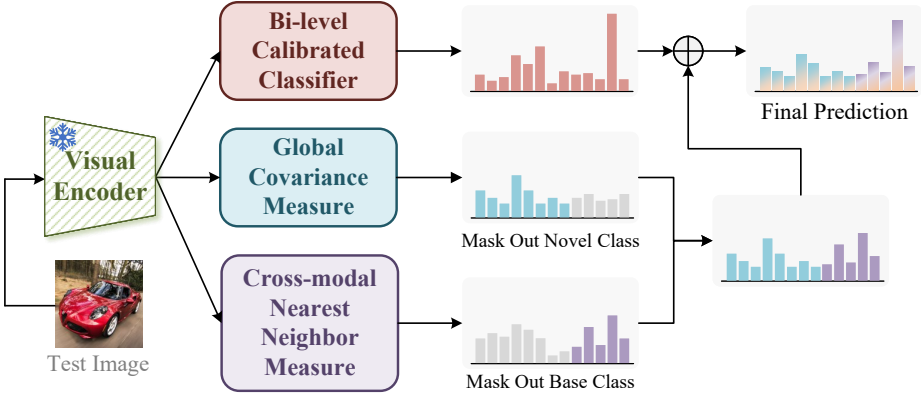 Bi-level
Calibrated
Classifier
Final Prediction
Visual
Encoder
Global
Covariance
Measure
Mask Out Novel Class
Cross-modal
Nearest
Neighbor
Measure
Mask Out Base Class
Test Image